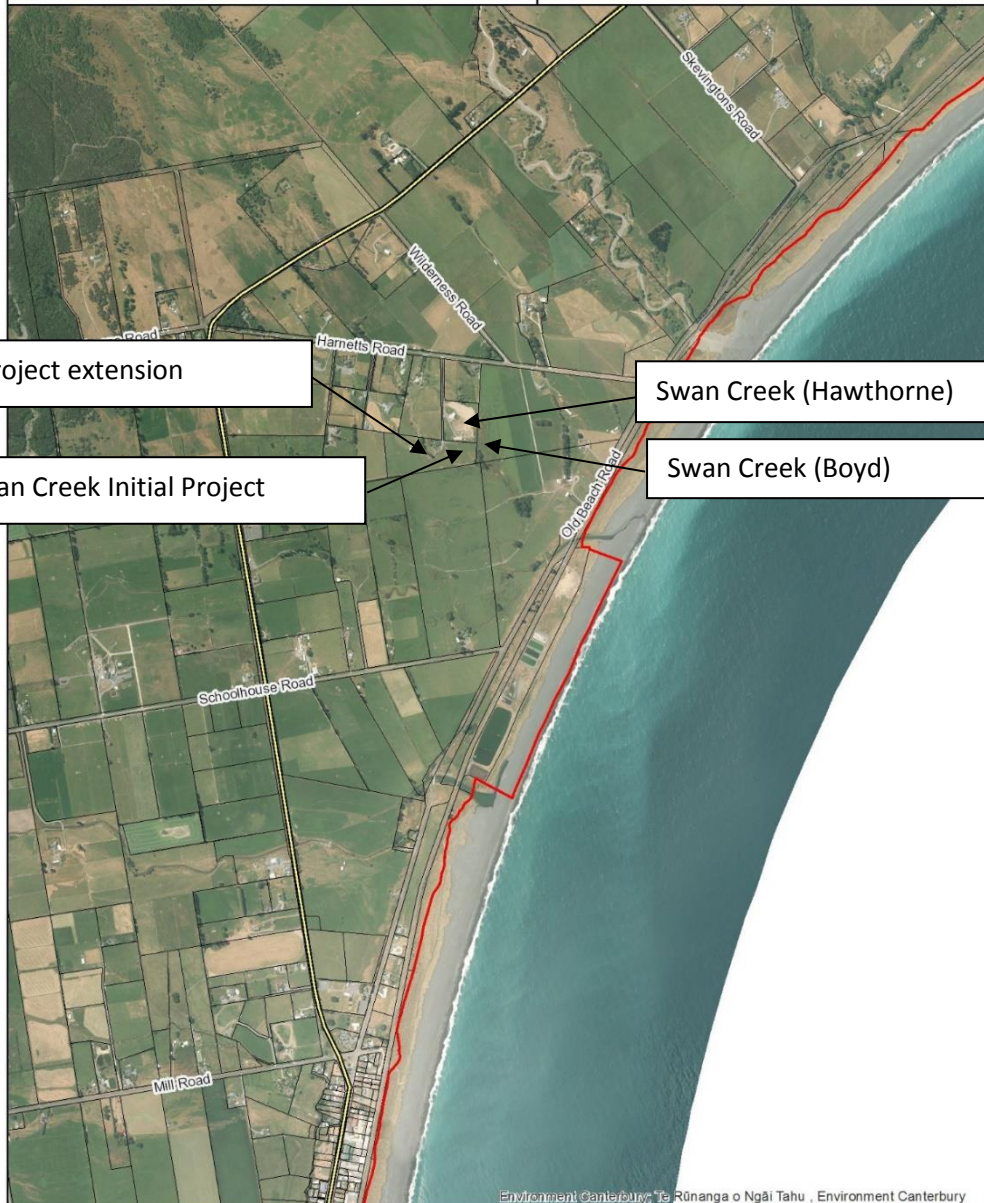 Skevingtons Road
Wilderness Road
Road
Harnetts Road
roject extension
Swan Creek (Hawthorne)
an Creek Initial Project
Swan Creek (Boyd)
Old Beach Road
Schoolhouse Road
Mill Road
Environment Canterbury, Te Rūnanga o Ngāi Tahu , Environment Canterbury